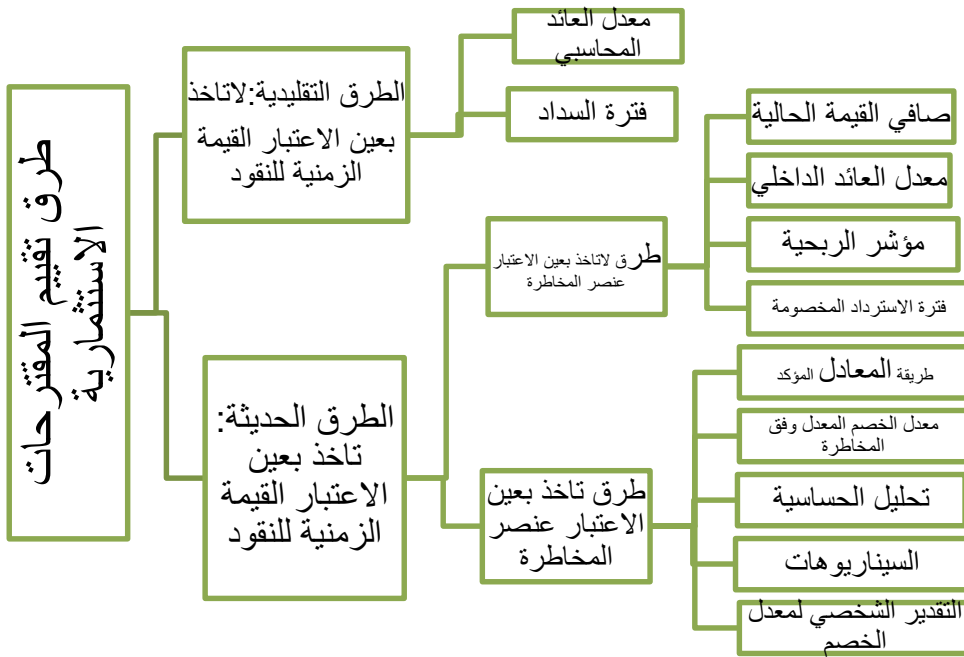 طرق تقييم المقترحات
الاستثمارية
الطرق التقليدية:لاتاخذ
بعين الاعتبار القيمة
الزمنية للنقود
معدل العائد
المحاسبي
فترة السداد
الطرق الحديثة:
تاخذ بعين
الاعتبار القيمة
الزمنية للنقود
طرق لاتاخذ بعين الاعتبار
عنصر المخاطرة
صافي القيمة الحالية
معدل العائد الداخلي
مؤشر الربحية
فترة الاسترداد المخصومة
طرق تاخذ بعين
الاعتبار عنصر
المخاطرة
طريقة المعادل المؤكد
معدل الخصم المعدل وفق
المخاطرة
تحليل الحساسية
السيناريوهات
التقدير الشخصي لمعدل
الخصم